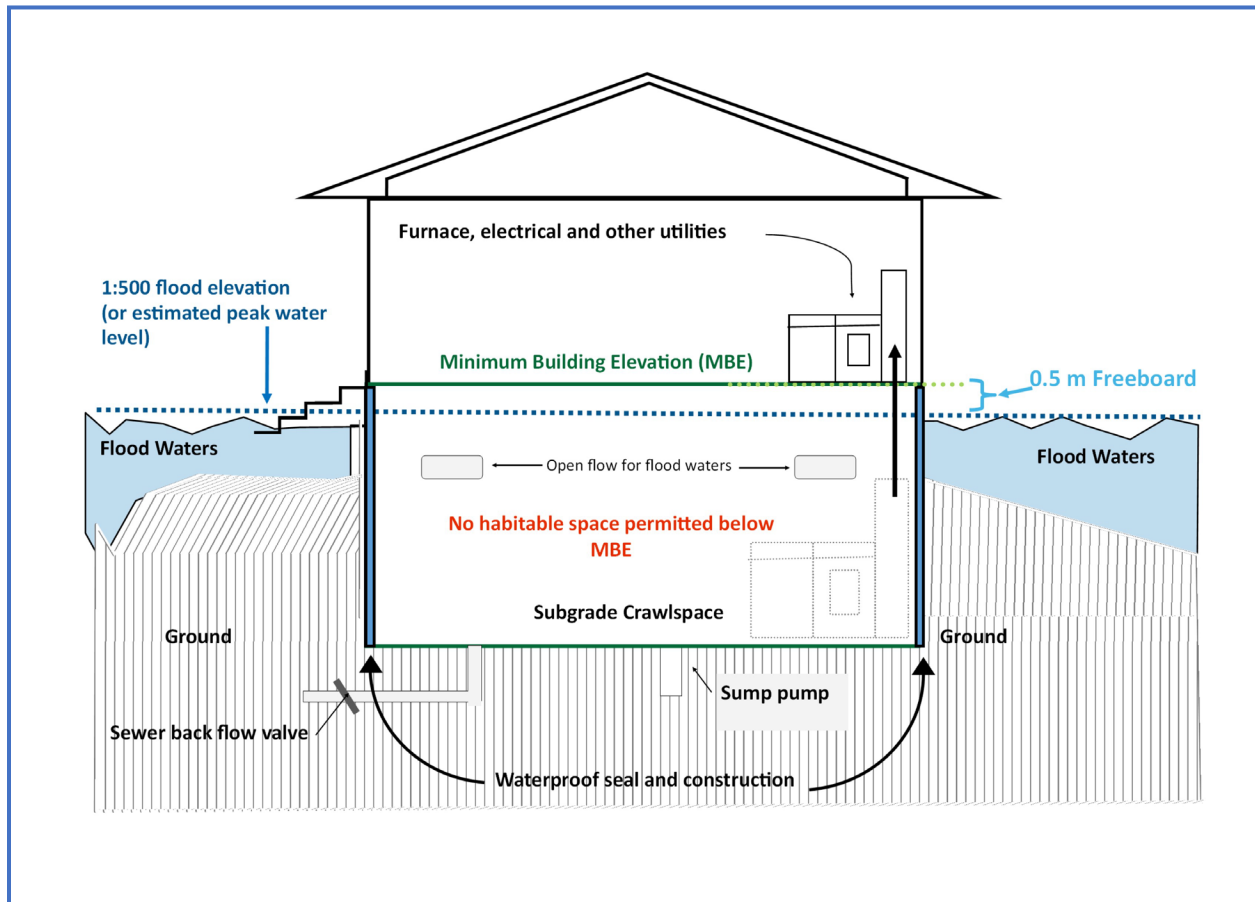 Furnace, electrical and other utilities
1:500 flood elevation
(or estimated peak water
level)
Minimum Building Elevation (MBE)
0.5 m Freeboard
Flood Waters
Open flow for flood waters
Flood Waters
No habitable space permitted below
MBE
Subgrade Crawlspace
Ground
Ground
Sump pump
Sewer back flow valve
Waterproof seal and construction